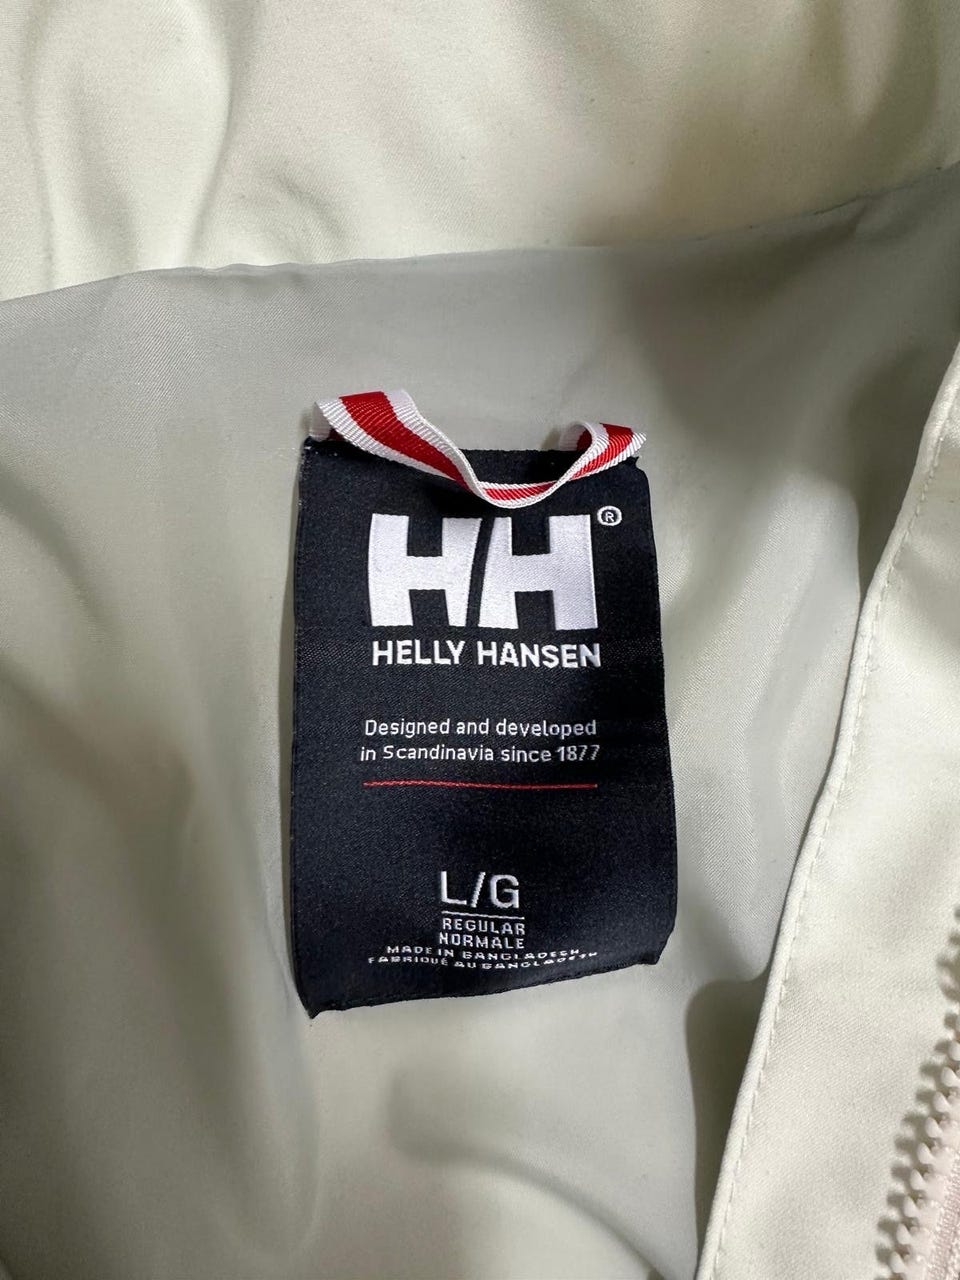 HH®
HELLY HANSEN
Designed and developed
in Scandinavia since 1877
L/G
REGULAR
NORMALE
MADE IN BANGLADESH
FABRIQUÉ AU BANGLADESH